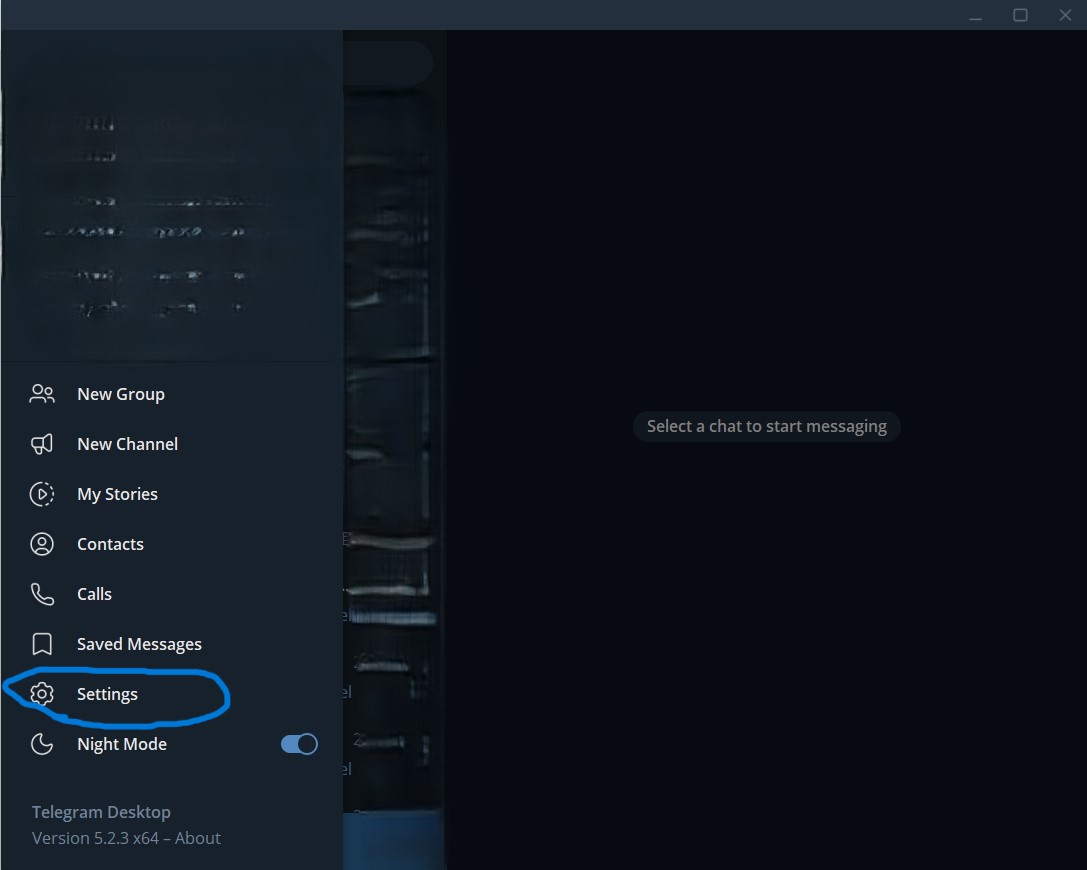 New Group
New Channel
My Stories
Contacts
Calls
Saved Messages
Settings
Night Mode
Telegram Desktop
Version 5.2.3 x64 – About
Select a chat to start messaging